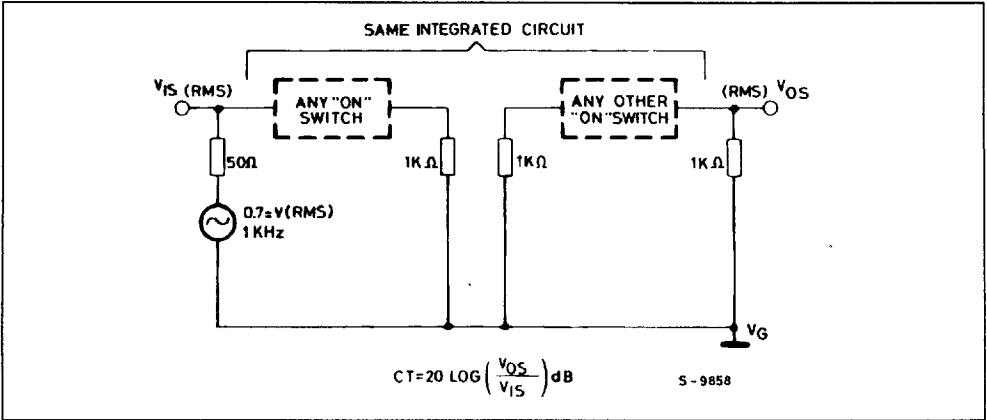 SAME INTEGRATED CIRCUIT
VIS (RMS)
ANY "ON"
SWITCH
ANY OTHER
"ON" SWITCH
(RMS) VOS
50Ω
1KΩ
1KΩ
1KΩ
0.7=V(RMS)
1KHz
VG
CT=20 LOG(VOS/VIS)dB
S-9858